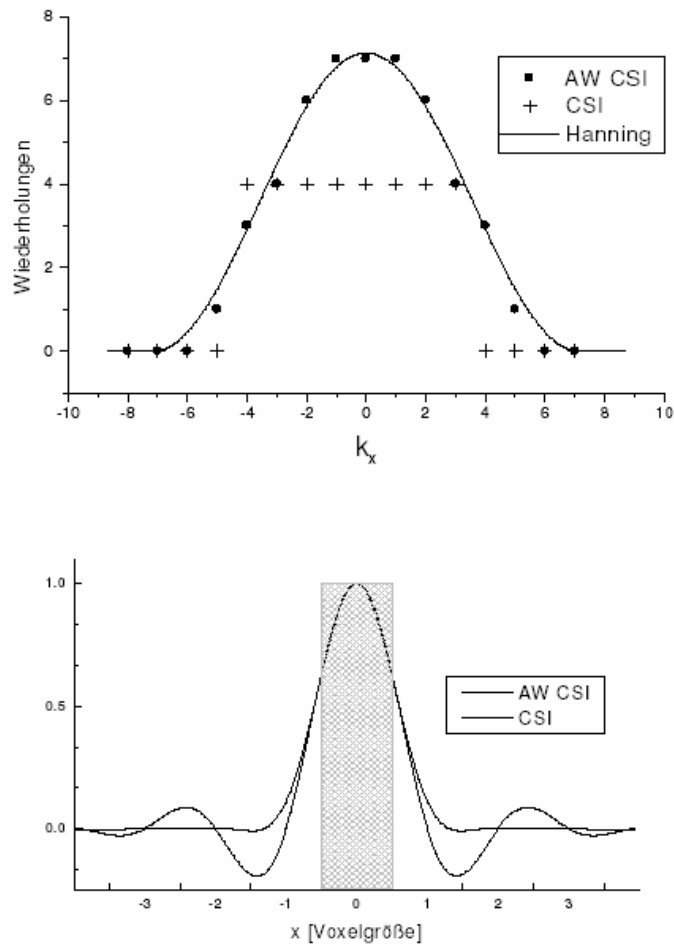 8
6
4
2
0
Wiederholungen
AW CSI
CSI
Hanning
-10 -8 -6 -4 -2 0 2 4 6 8 10
kx
1.0
0.5
0.0
AW CSI
CSI
-3 -2 -1 0 1 2 3
x [Voxelgröße]